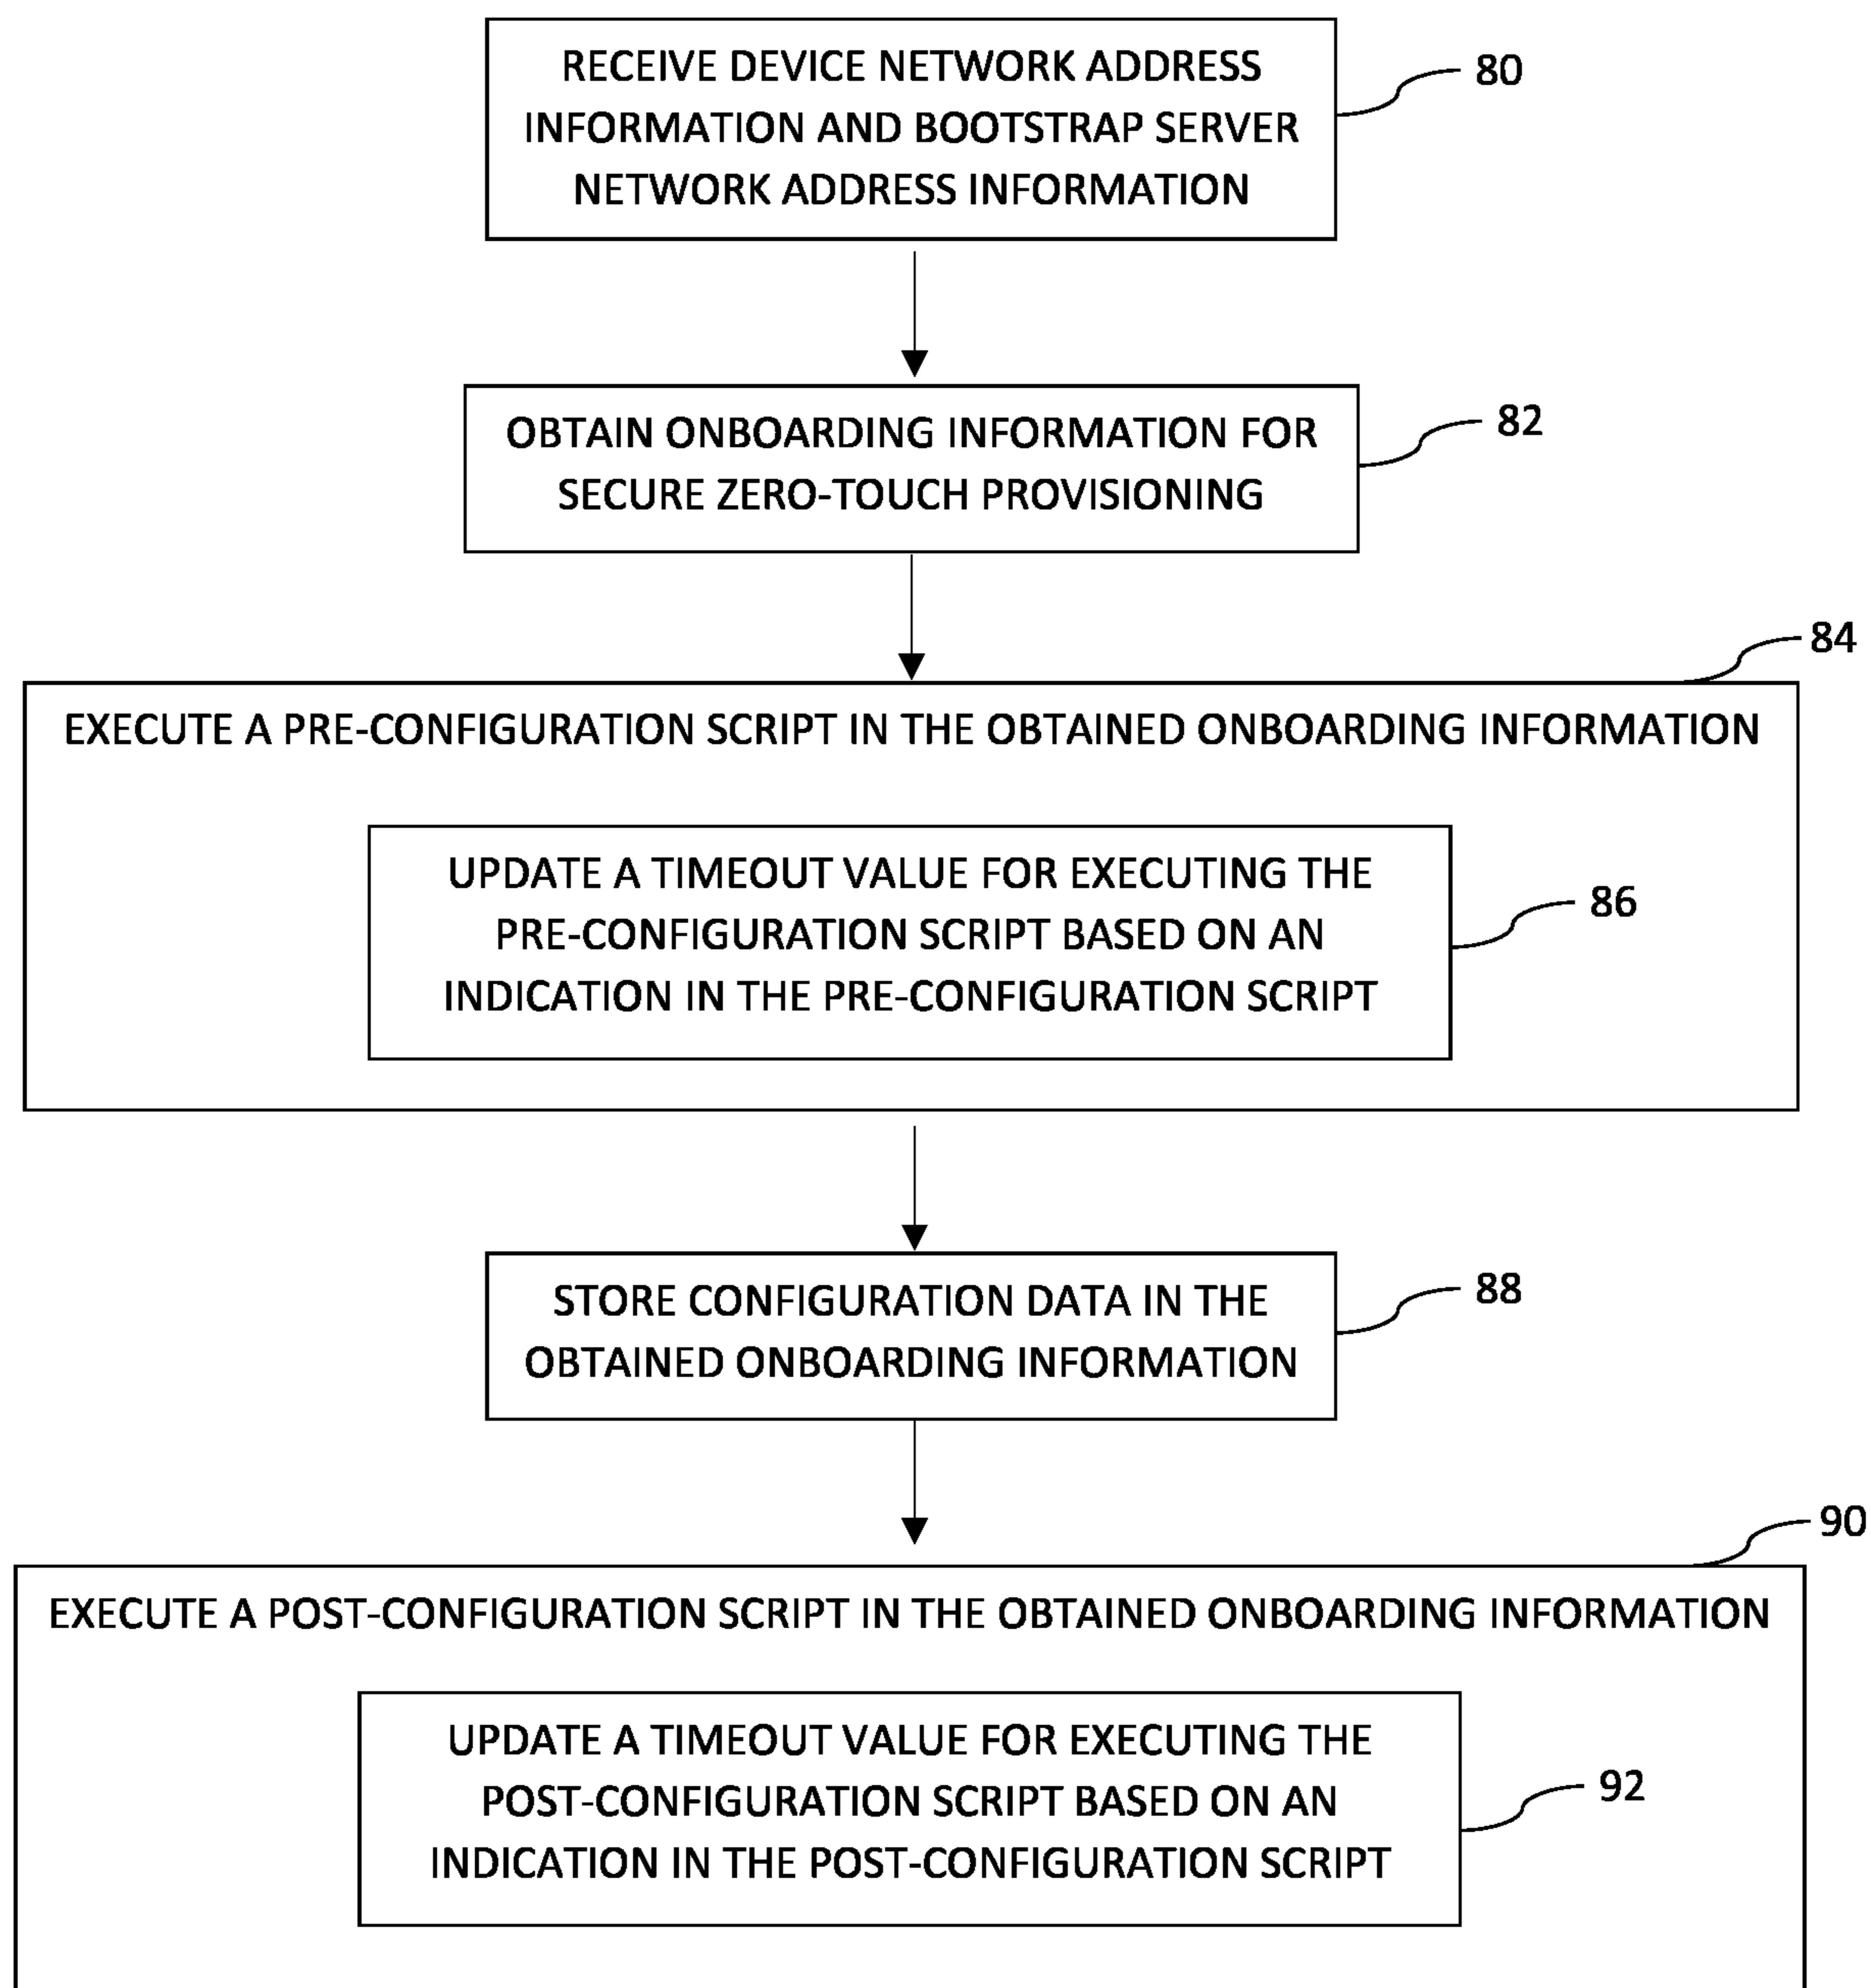 RECEIVE DEVICE NETWORK ADDRESS
INFORMATION AND BOOTSTRAP SERVER
NETWORK ADDRESS INFORMATION
80
OBTAIN ONBOARDING INFORMATION FOR
SECURE ZERO-TOUCH PROVISIONING
82
84
EXECUTE A PRE-CONFIGURATION SCRIPT IN THE OBTAINED ONBOARDING INFORMATION
UPDATE A TIMEOUT VALUE FOR EXECUTING THE
PRE-CONFIGURATION SCRIPT BASED ON AN
INDICATION IN THE PRE-CONFIGURATION SCRIPT
86
STORE CONFIGURATION DATA IN THE
OBTAINED ONBOARDING INFORMATION
88
90
EXECUTE A POST-CONFIGURATION SCRIPT IN THE OBTAINED ONBOARDING INFORMATION
UPDATE A TIMEOUT VALUE FOR EXECUTING THE
POST-CONFIGURATION SCRIPT BASED ON AN
INDICATION IN THE POST-CONFIGURATION SCRIPT
92